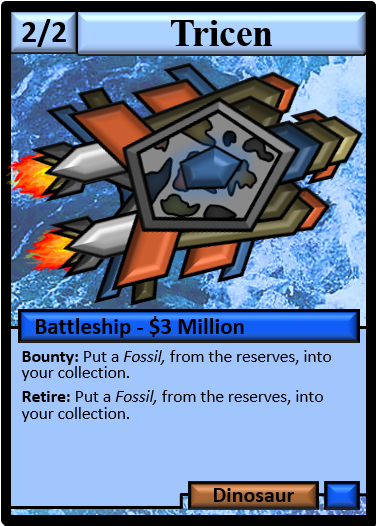 2/2 Tricen
Battleship - $3 Million
Bounty: Put a Fossil, from the reserves, into
your collection.
Retire: Put a Fossil, from the reserves, into
your collection.
Dinosaur